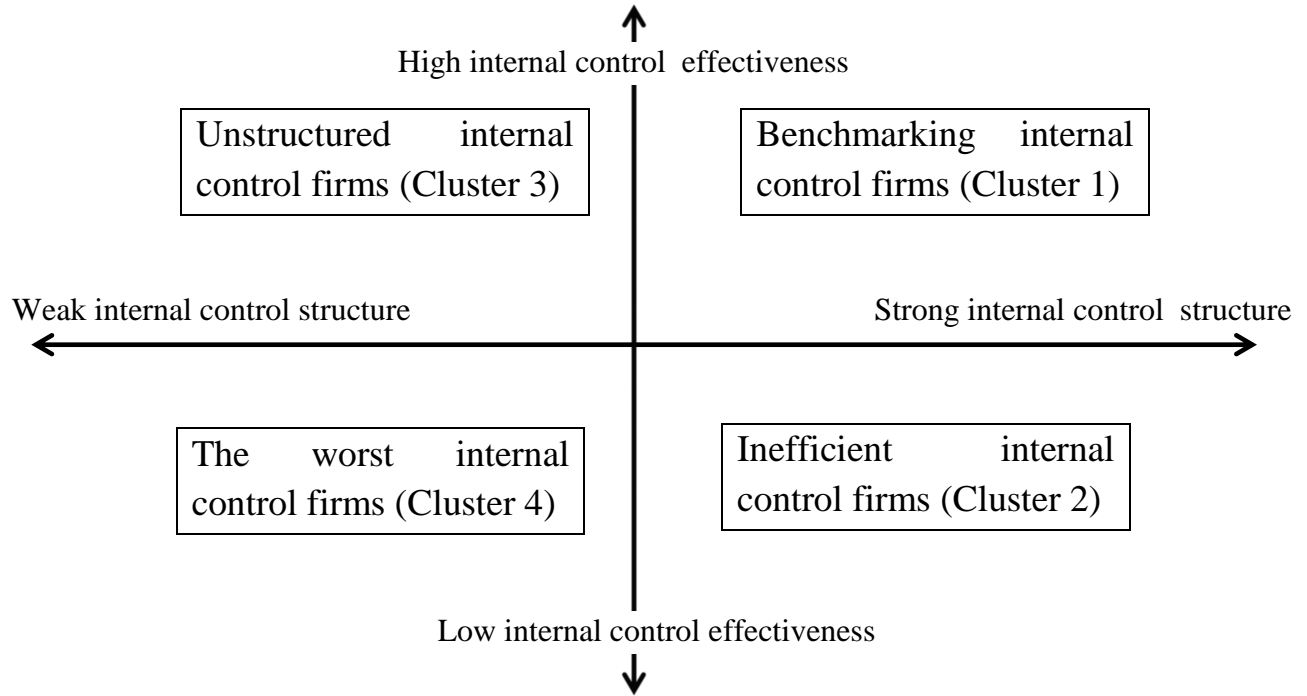 High internal control effectiveness
Unstructured internal
control firms (Cluster 3)
Benchmarking internal
control firms (Cluster 1)
Weak internal control structure
Strong internal control structure
The worst internal
control firms (Cluster 4)
Inefficient internal
control firms (Cluster 2)
Low internal control effectiveness